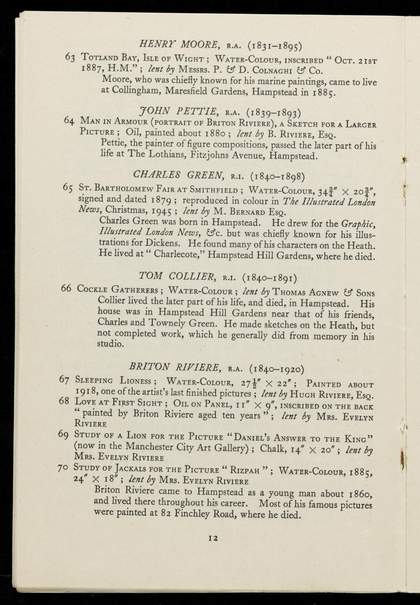 HENRY MOORE, R.A. (1831-1895)
63 Totland Bay, Isle of Wight ; Water-Colour, inscribed " Oct. 21st
1887, H.M." ; lent by Messrs. P. & D. Colnaghi & Co.
Moore, who was chiefly known for his marine paintings, came to live
at Collingham, Maresfield Gardens, Hampstead in 1885.
JOHN PETTIE, R.A. (1839-1893)
64 Man in Armour (portrait of Briton Riviere), a Sketch for a Larger
Picture ; Oil, painted about 1880 ; lent by B. Riviere, Esq.
Pettie, the painter of figure compositions, passed the later part of his
life at The Lothians, Fitzjohns Avenue, Hampstead.
CHARLES GREEN, R.I. (1840-1898)
65 St. Bartholomew Fair at Smithfield ; Water-Colour, 34¾" × 20¾",
signed and dated 1879 ; reproduced in colour in The Illustrated London
News, Christmas, 1945 ; lent by M. Bernard Esq.
Charles Green was born in Hampstead. He drew for the Graphic,
Illustrated London News, &c. but was chiefly known for his illus-
trations for Dickens. He found many of his characters on the Heath.
He lived at " Charlecote," Hampstead Hill Gardens, where he died.
TOM COLLIER, R.I. (1840-1891)
66 Cockle Gatherers ; Water-Colour ; lent by Thomas Agnew & Sons
Collier lived the later part of his life, and died, in Hampstead. His
house was in Hampstead Hill Gardens near that of his friends,
Charles and Townely Green. He made sketches on the Heath, but
not completed work, which he generally did from memory in his
studio.
BRITON RIVIERE, R.A. (1840-1920)
67 Sleeping Lioness ; Water-Colour, 27½" × 22" ; Painted about
1918, one of the artist's last finished pictures ; lent by Hugh Riviere, Esq.
68 Love at First Sight ; Oil on Panel, 11" × 9", inscribed on the back
" painted by Briton Riviere aged ten years " ; lent by Mrs. Evelyn
Riviere
69 Study of a Lion for the Picture " Daniel's Answer to the King"
(now in the Manchester City Art Gallery) ; Chalk, 14" × 20" ; lent by
Mrs. Evelyn Riviere
70 Study of Jackals for the Picture " Rizpah " ; Water-Colour, 1885,
24" × 18" ; lent by Mrs. Evelyn Riviere
Briton Riviere came to Hampstead as a young man about 1860,
and lived there throughout his career. Most of his famous pictures
were painted at 82 Finchley Road, where he died.
12